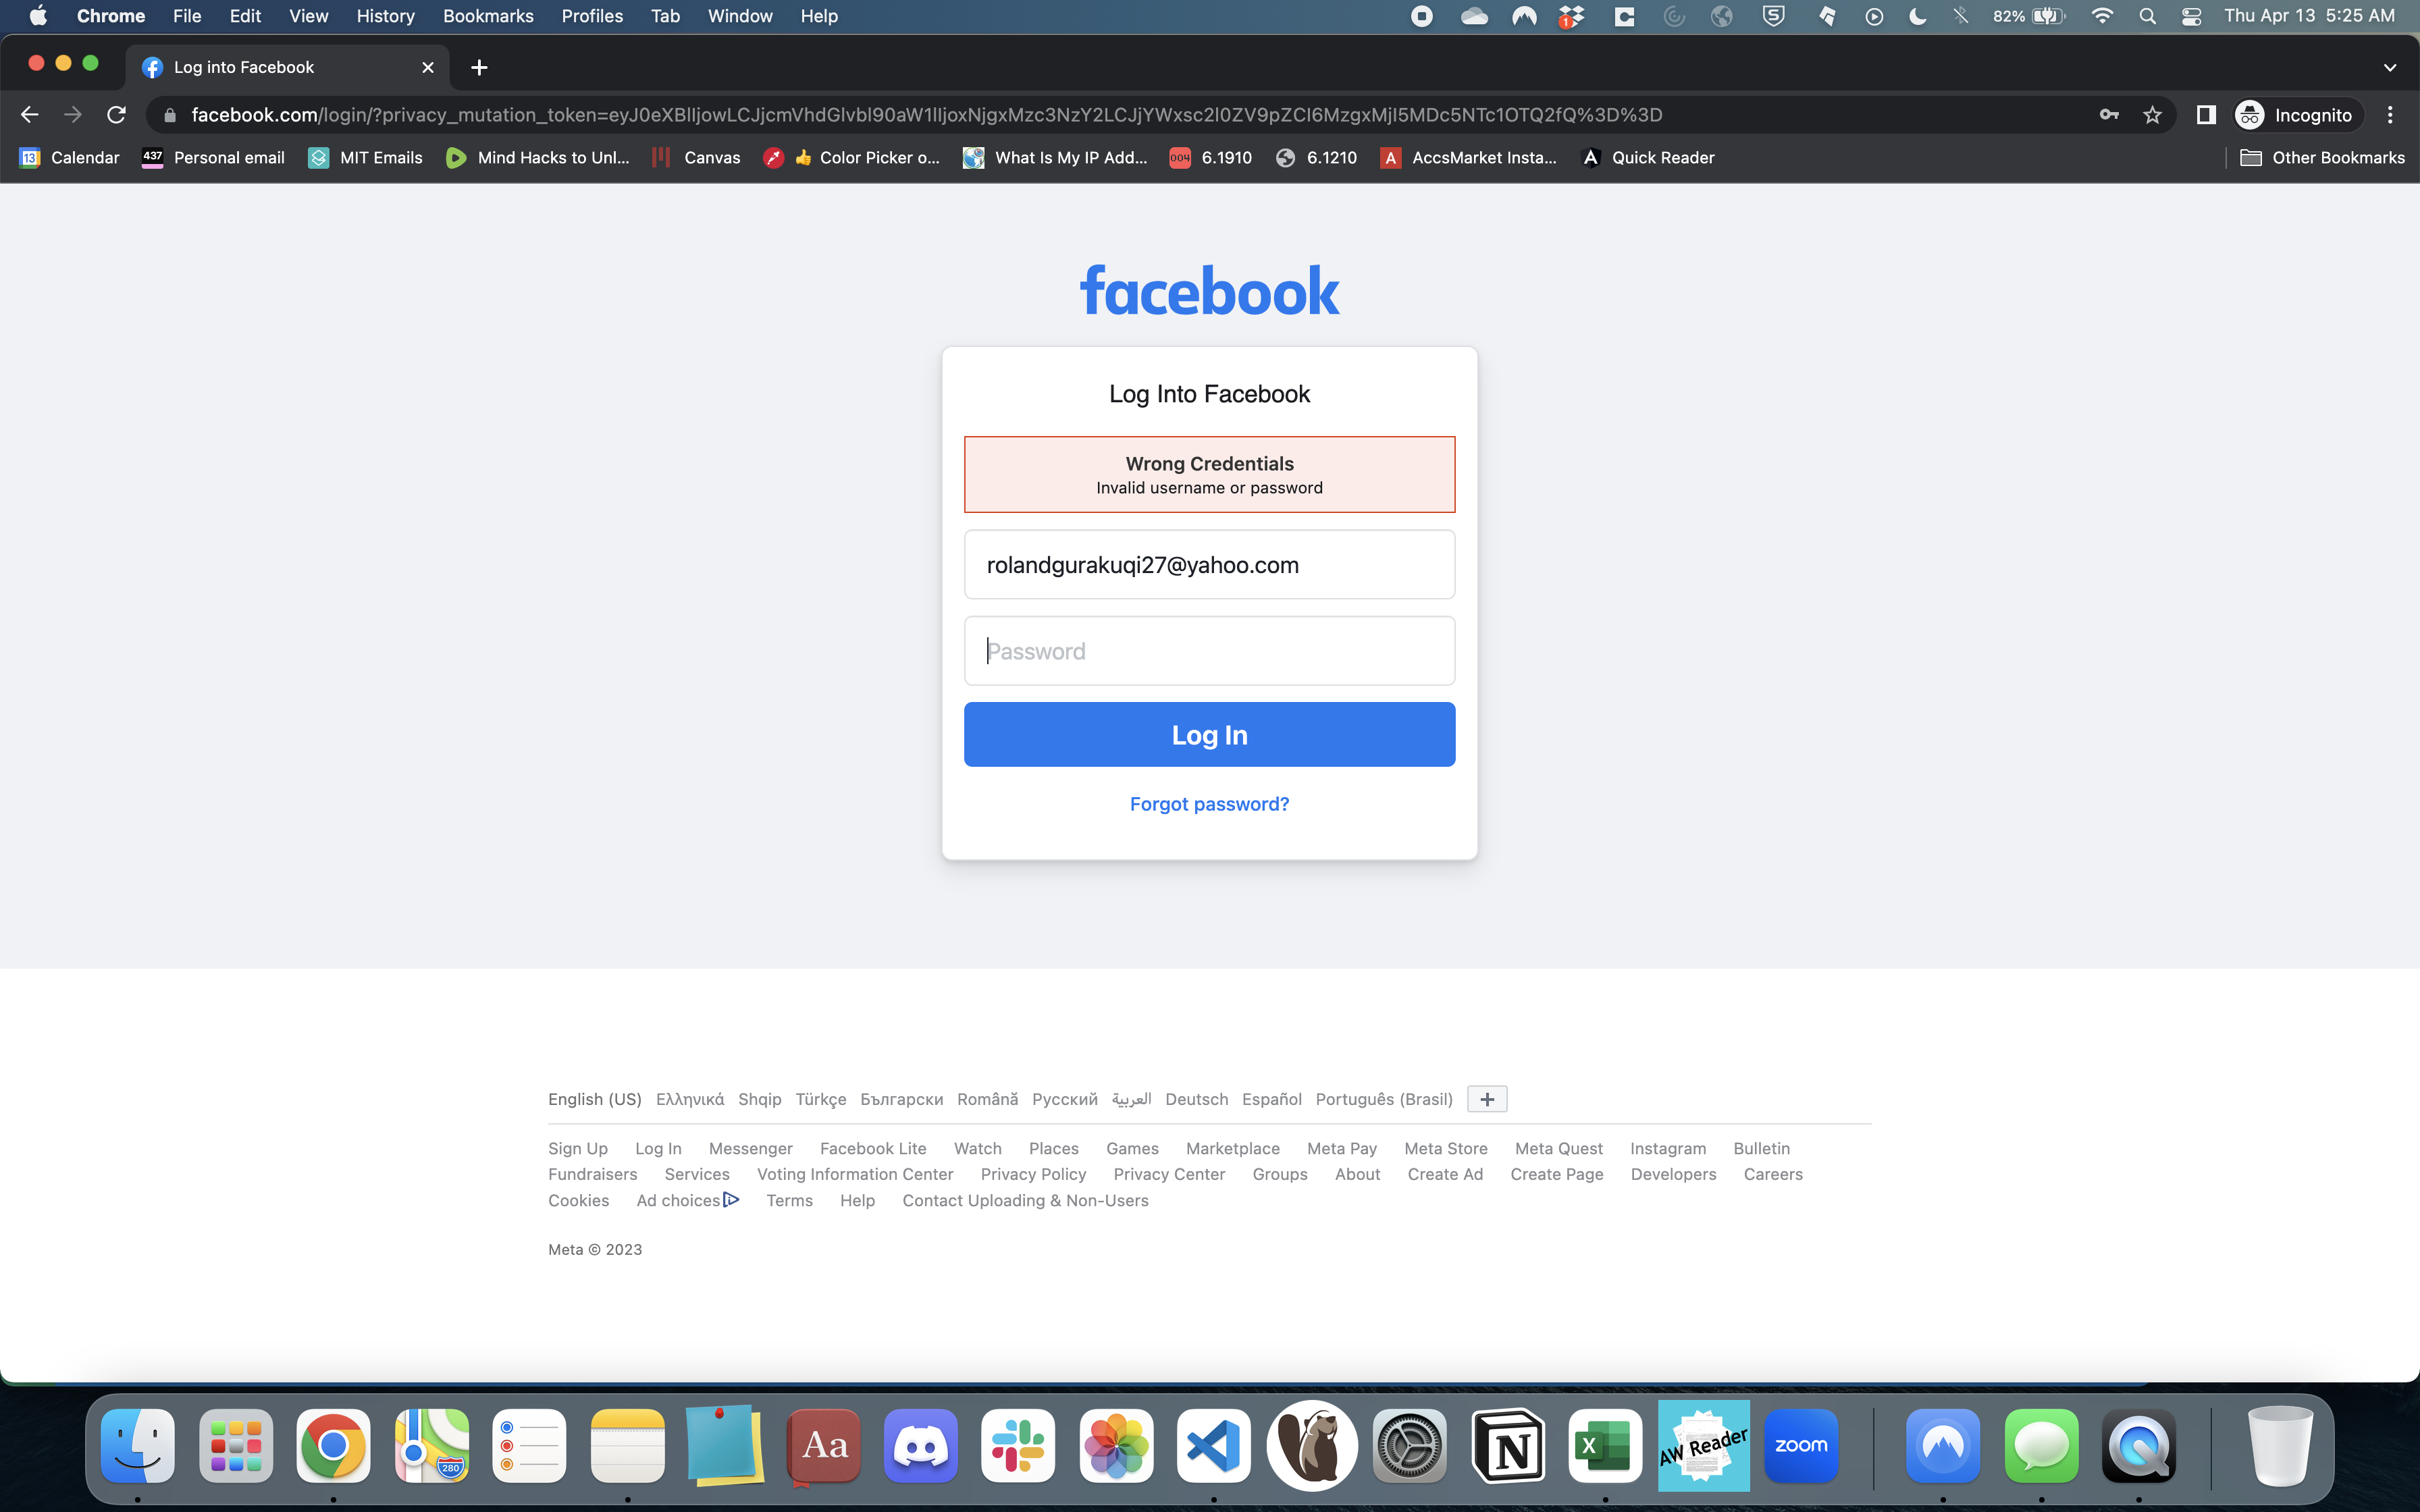 Chrome File Edit View History Bookmarks Profiles Tab Window Help 1 82% Thu Apr 13 5:25 AM
Log into Facebook
facebook.com/login/?privacy_mutation_token=eyJ0eXBlIjowLCJjcmVhdGlvbl90aW1lIjoxNjgxMzc3NzY2LCJjYWxsc2l0ZV9pZCI6MzgxMjI5MDc5NTc1OTQ2fQ%3D%3D Incognito
13 Calendar 437 Personal email MIT Emails Mind Hacks to Unl... Canvas 👍 Color Picker o... What Is My IP Add... 004 6.1910 6.1210 A AccsMarket Insta... A Quick Reader Other Bookmarks
facebook
Log Into Facebook
Wrong Credentials
Invalid username or password
rolandgurakuqi27@yahoo.com
Password
Log In
Forgot password?
English (US) Ελληνικά Shqip Türkçe Български Română Русский العربية Deutsch Español Português (Brasil) +
Sign Up Log In Messenger Facebook Lite Watch Places Games Marketplace Meta Pay Meta Store Meta Quest Instagram Bulletin
Fundraisers Services Voting Information Center Privacy Policy Privacy Center Groups About Create Ad Create Page Developers Careers
Cookies Ad choices Terms Help Contact Uploading & Non-Users
Meta © 2023
280 Aa N X AW Reader zoom